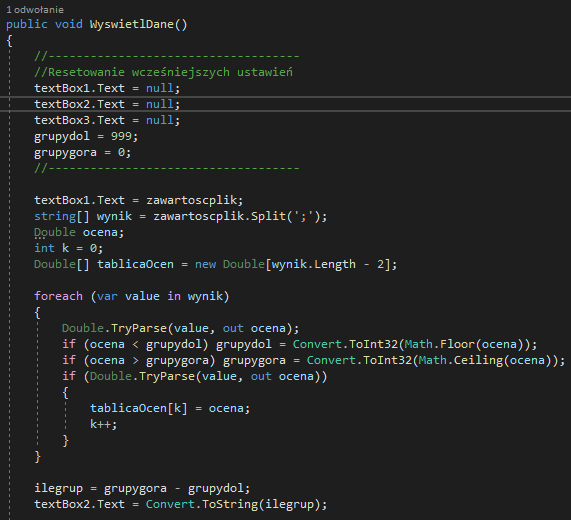 1 odwołanie
public void WyswietlDane()
{
//-----------------------------------
//Resetowanie wcześniejszych ustawień
textBox1.Text = null;
textBox2.Text = null;
textBox3.Text = null;
grupydol = 999;
grupygora = 0;
//-----------------------------------
textBox1.Text = zawartoscplik;
string[] wynik = zawartoscplik.Split(';');
Double ocena;
int k = 0;
Double[] tablicaOcen = new Double[wynik.Length - 2];
foreach (var value in wynik)
{
Double.TryParse(value, out ocena);
if (ocena < grupydol) grupydol = Convert.ToInt32(Math.Floor(ocena));
if (ocena > grupygora) grupygora = Convert.ToInt32(Math.Ceiling(ocena));
if (Double.TryParse(value, out ocena))
{
tablicaOcen[k] = ocena;
k++;
}
}
ilegrup = grupygora - grupydol;
textBox2.Text = Convert.ToString(ilegrup);